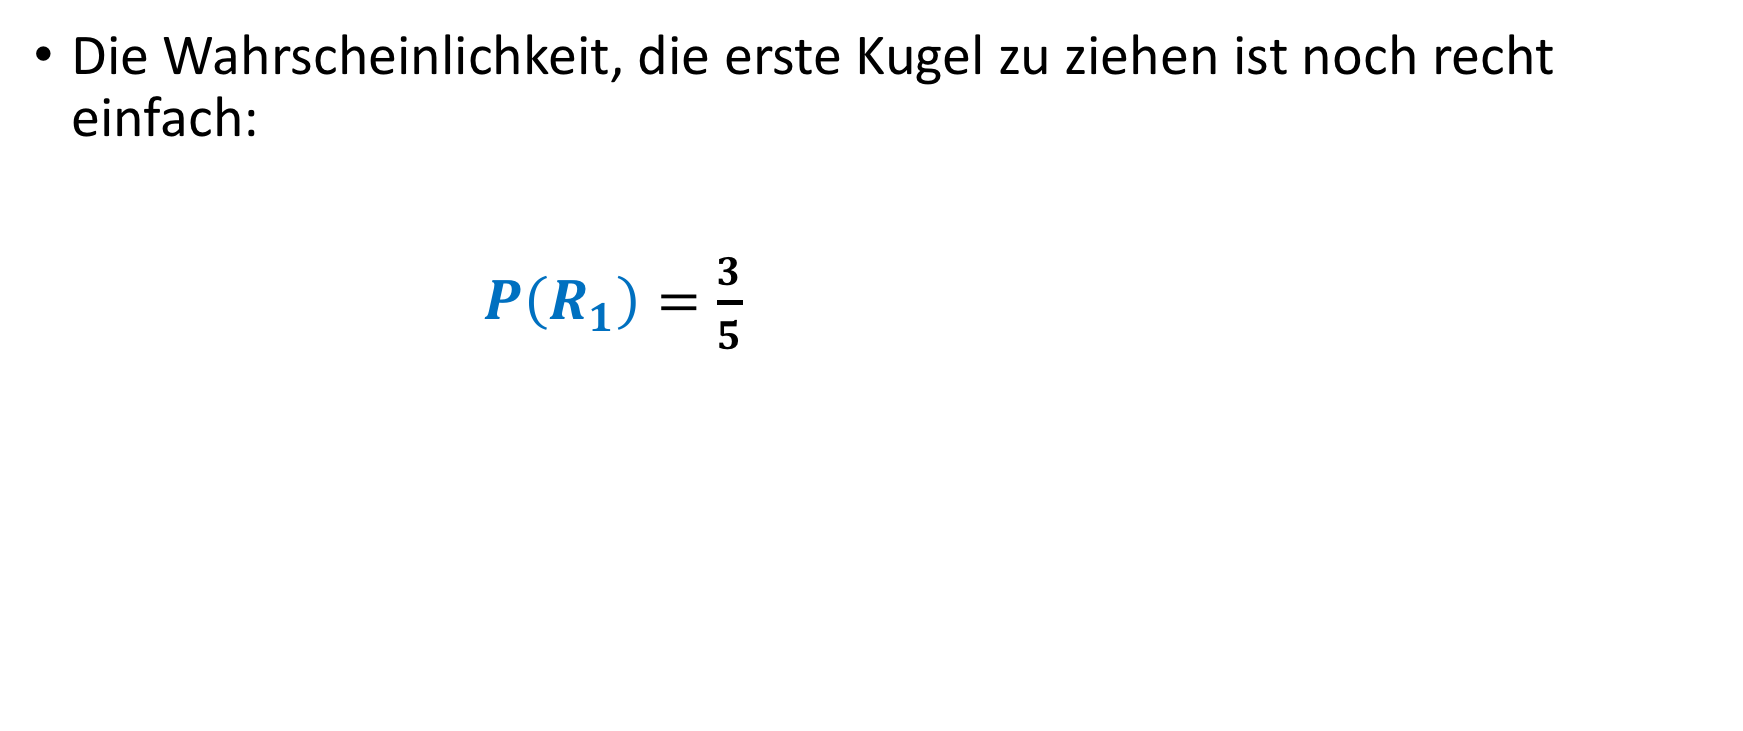 • Die Wahrscheinlichkeit, die erste Kugel zu ziehen ist noch recht
einfach:
P(R₁) = 3/5